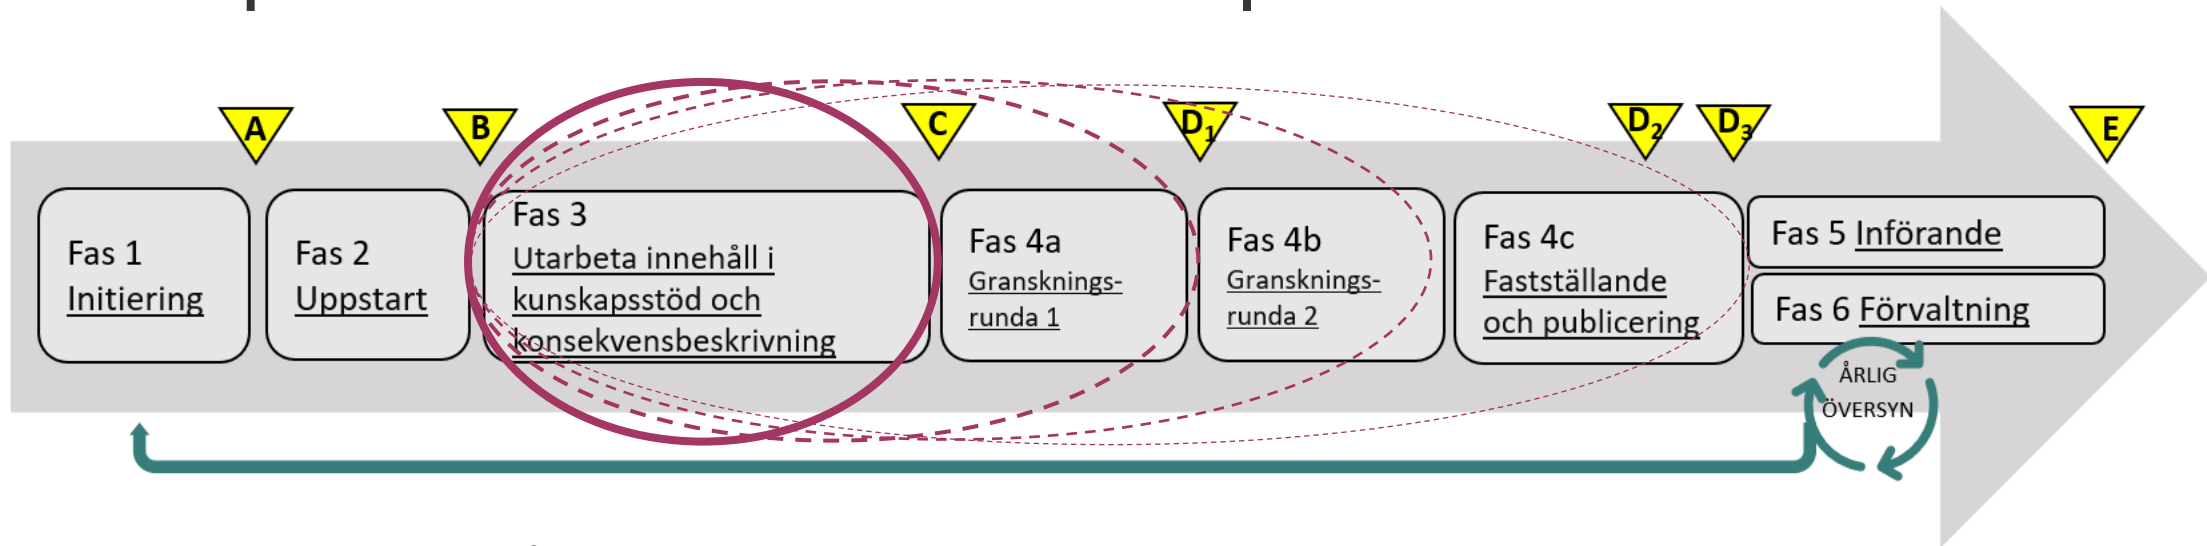 A
B
C
D1
D2
D3
E
Fas 1
Initiering
Fas 2
Uppstart
Fas 3
Utarbeta innehåll i
kunskapsstöd och
konsekvensbeskrivning
Fas 4a
Gransknings-
runda 1
Fas 4b
Gransknings-
runda 2
Fas 4c
Fastställande
och publicering
Fas 5 Införande
Fas 6 Förvaltning
ÅRLIG
ÖVERSYN